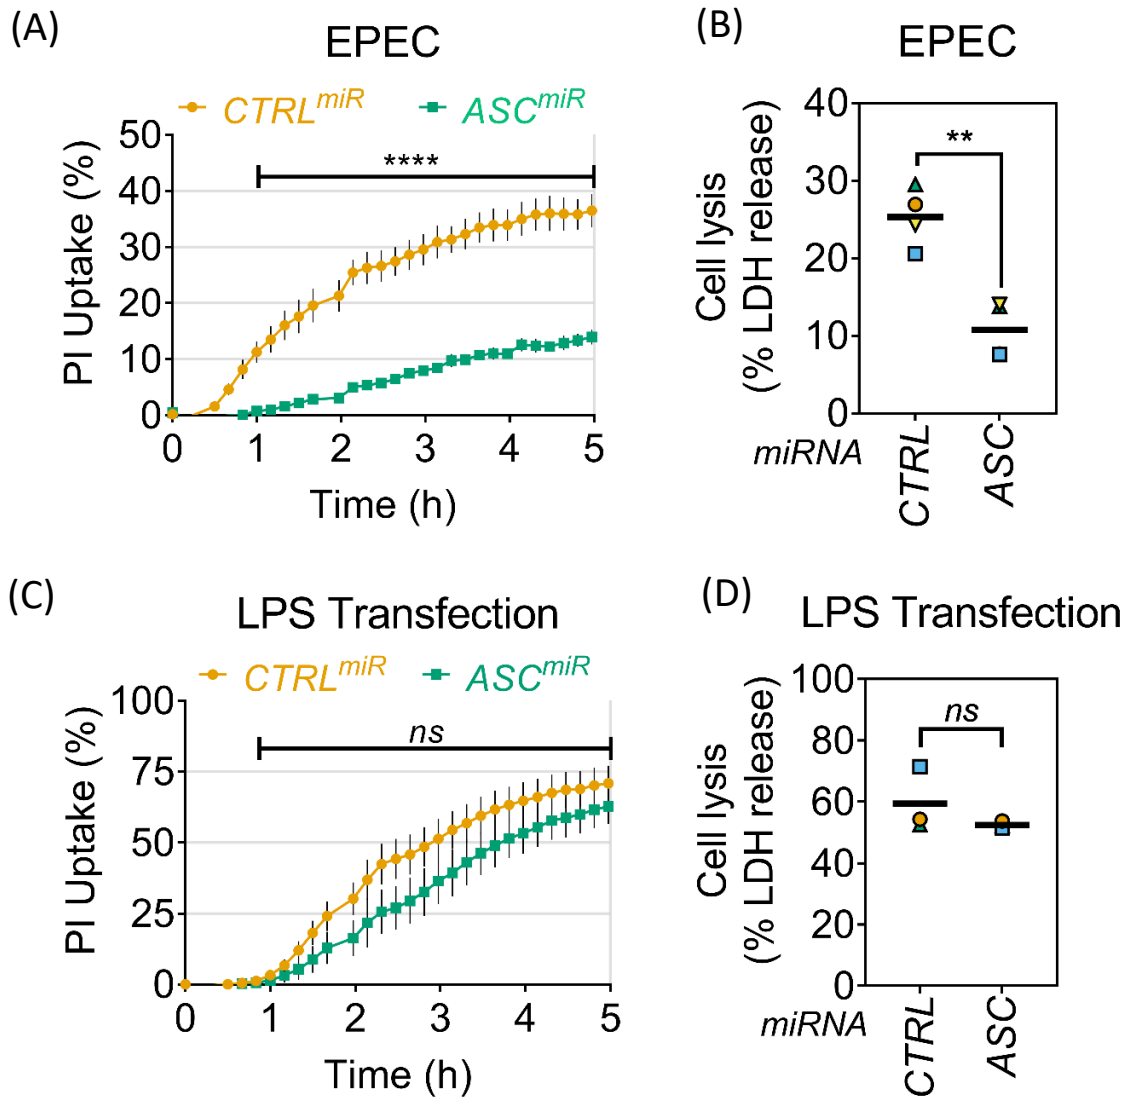 (A)
EPEC
CTRL^miR ASC^miR
50
40
30
20
10
0
PI Uptake (%)
****
0 1 2 3 4 5
Time (h)
(B)
EPEC
40
30
20
10
0
Cell lysis
(% LDH release)
**
miRNA
CTRL
ASC
(C)
LPS Transfection
CTRL^miR ASC^miR
100
75
50
25
0
PI Uptake (%)
ns
0 1 2 3 4 5
Time (h)
(D)
LPS Transfection
100
80
60
40
20
0
Cell lysis
(% LDH release)
ns
miRNA
CTRL
ASC